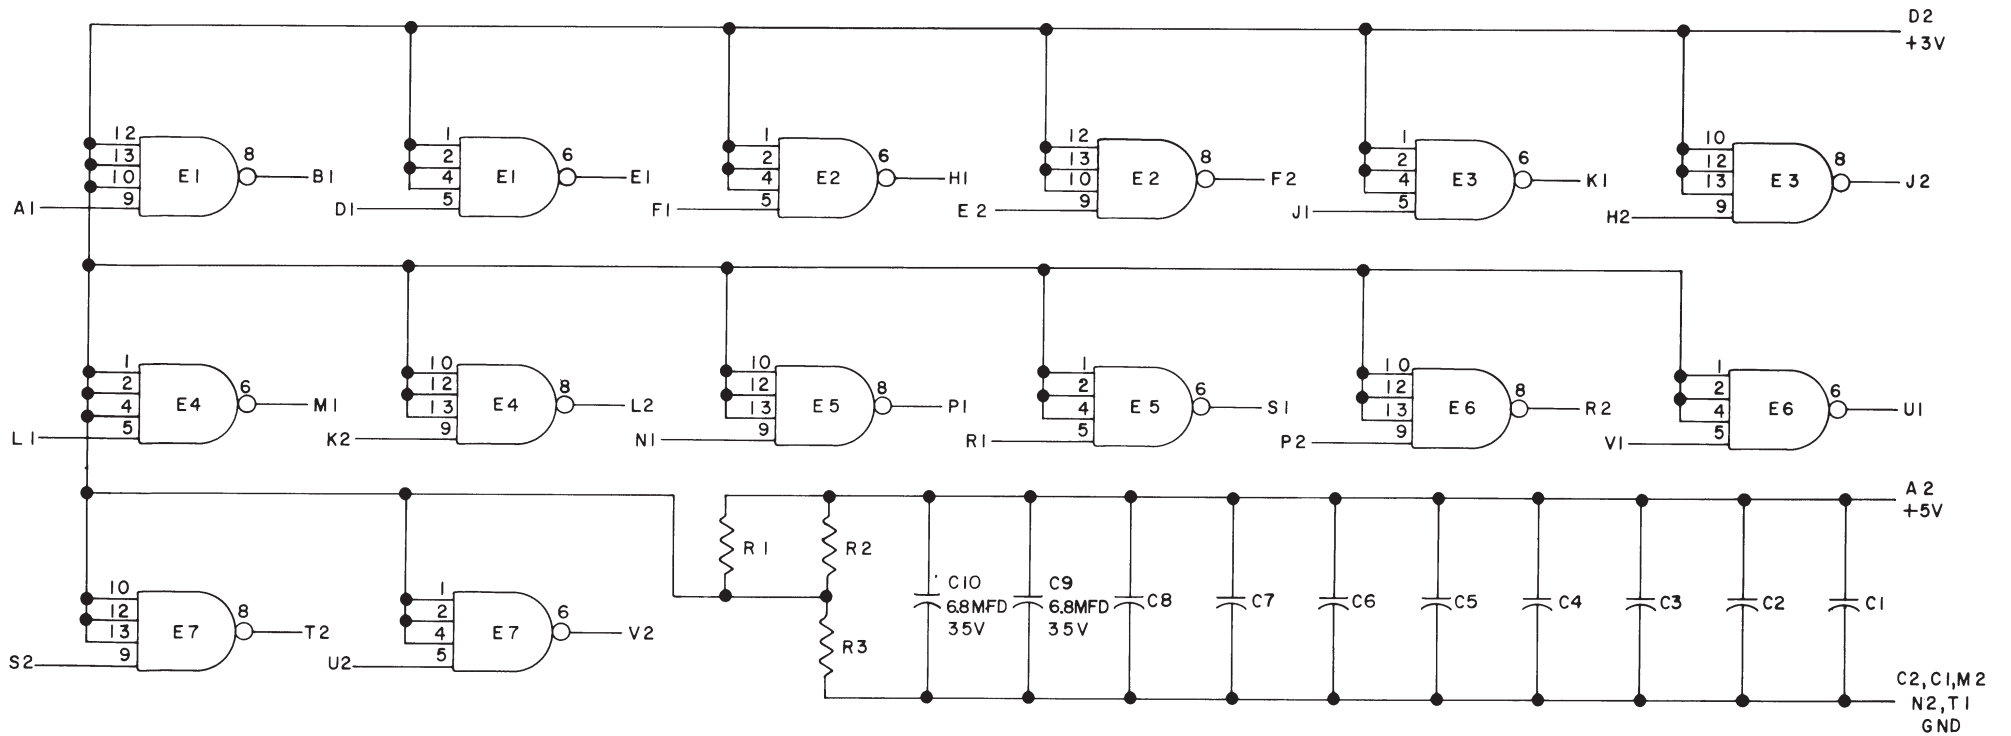 D2
+3V
12
13
10
9
E1
8
B1
A1
1
2
4
5
E1
6
E1
D1
1
2
4
5
E2
6
H1
F1
12
13
10
9
E2
8
F2
E2
1
2
4
5
E3
6
K1
J1
10
12
13
9
E3
8
J2
H2
1
2
4
5
E4
6
M1
L1
10
12
13
9
E4
8
L2
K2
10
12
13
9
E5
8
P1
N1
1
2
4
5
E5
6
S1
R1
10
12
13
9
E6
8
R2
P2
1
2
4
5
E6
6
U1
V1
10
12
13
9
E7
8
T2
S2
1
2
4
5
E7
6
V2
U2
R1
R2
R3
C10
6.8MFD
35V
C9
6.8MFD
35V
C8
C7
C6
C5
C4
C3
C2
C1
A2
+5V
C2,C1,M2
N2,T1
GND